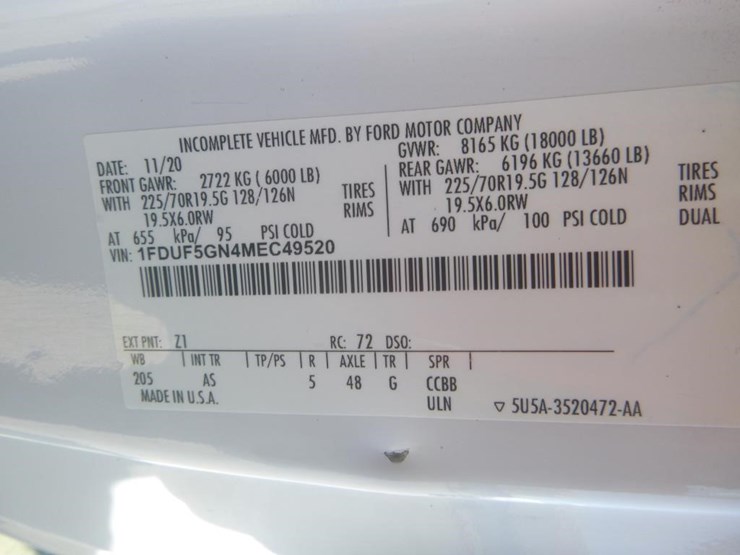 INCOMPLETE VEHICLE MFD. BY FORD MOTOR COMPANY
DATE: 11/20 GVWR: 8165 KG (18000 LB)
FRONT GAWR: 2722 KG ( 6000 LB) REAR GAWR: 6196 KG (13660 LB)
WITH 225/70R19.5G 128/126N TIRES WITH 225/70R19.5G 128/126N TIRES
19.5X6.0RW RIMS 19.5X6.0RW RIMS
AT 655 kPa/ 95 PSI COLD AT 690 kPa/ 100 PSI COLD DUAL
VIN: 1FDUF5GN4MEC49520
EXT PNT: Z1 RC: 72 DSO:
WB INT TR TP/PS R AXLE TR SPR
205 AS 5 48 G CCBB
MADE IN U.S.A. ULN ▽ 5U5A-3520472-AA